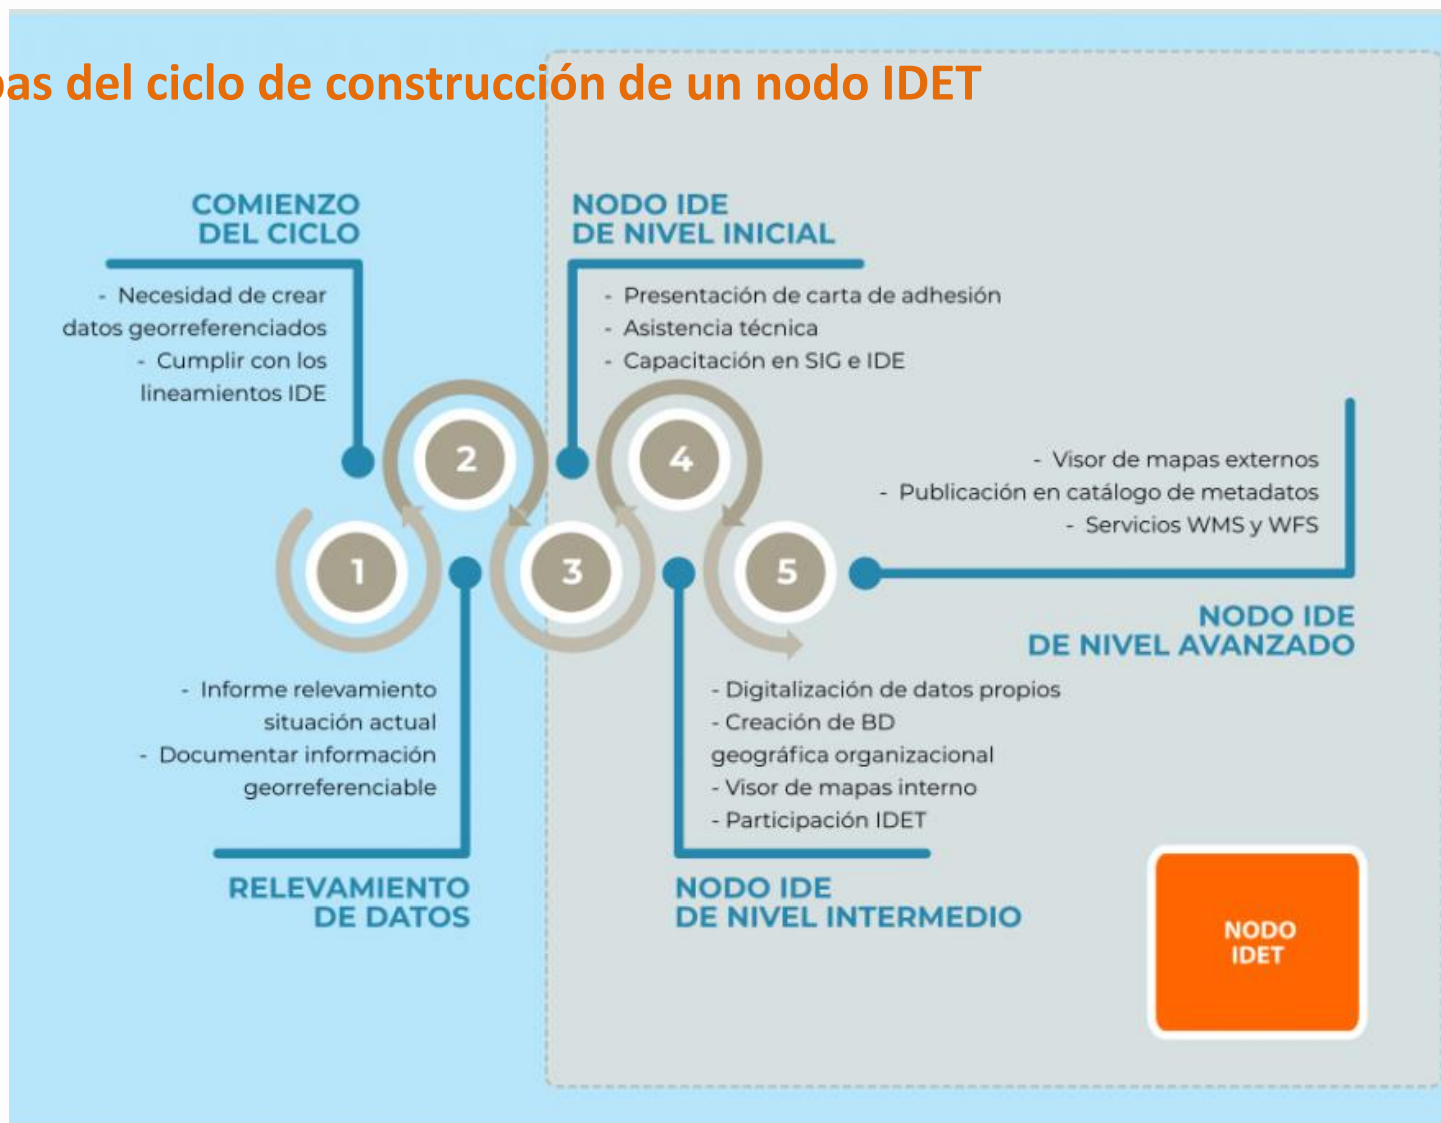 del ciclo de construcción de un nodo IDET
COMIENZO
DEL CICLO
- Necesidad de crear
datos georreferenciados
- Cumplir con los
lineamientos IDE
NODO IDE
DE NIVEL INICIAL
- Presentación de carta de adhesión
- Asistencia técnica
- Capacitación en SIG e IDE
2
4
- Visor de mapas externos
- Publicación en catálogo de metadatos
- Servicios WMS y WFS
1
3
5
NODO IDE
DE NIVEL AVANZADO
- Informe relevamiento
situación actual
- Documentar información
georreferenciable
RELEVAMIENTO
DE DATOS
- Digitalización de datos propios
- Creación de BD
geográfica organizacional
- Visor de mapas interno
- Participación IDET
NODO IDE
DE NIVEL INTERMEDIO
NODO
IDET